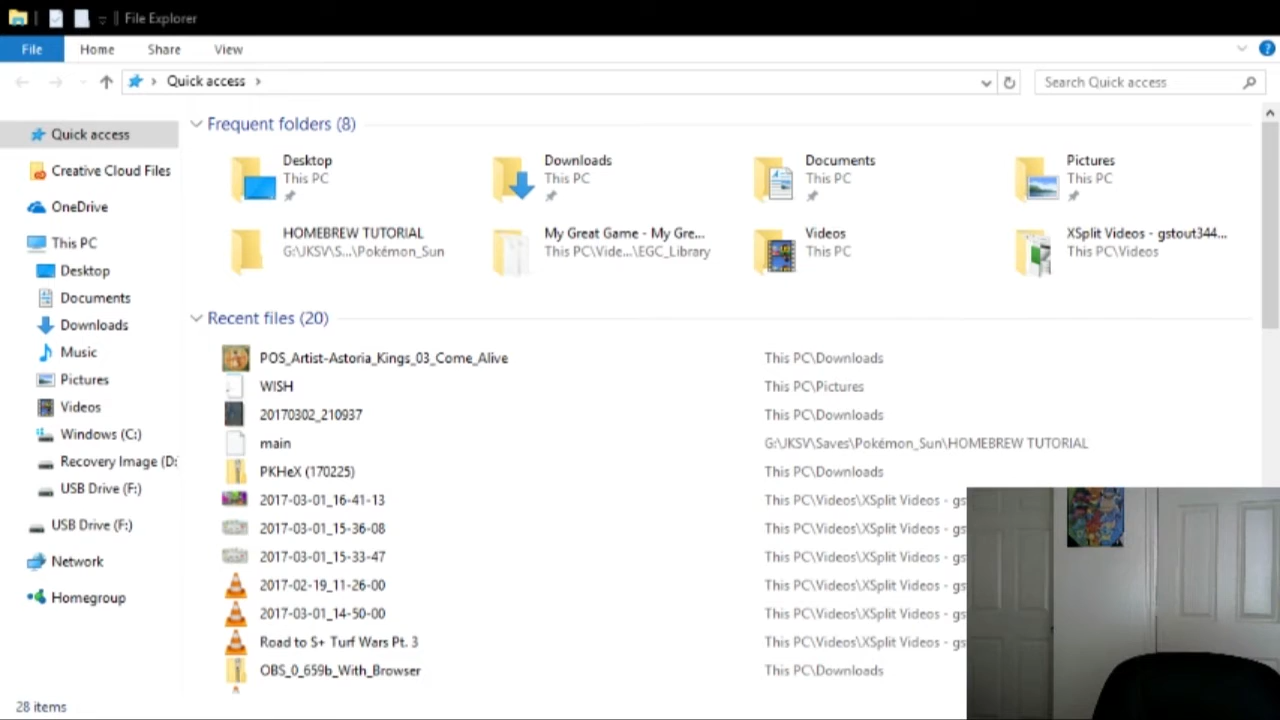 File Explorer
File Home Share View
Quick access
Search Quick access
Quick access
Creative Cloud Files
OneDrive
This PC
Desktop
Documents
Downloads
Music
Pictures
Videos
Windows (C:)
Recovery Image (D:
USB Drive (F:)
USB Drive (F:)
Network
Homegroup
Frequent folders (8)
Desktop
This PC
Downloads
This PC
Documents
This PC
Pictures
This PC
HOMEBREW TUTORIAL
G:\JKSV\S...\Pokémon_Sun
My Great Game - My Gre...
This PC\Vide...\EGC_Library
Videos
This PC
XSplit Videos - gstout344...
This PC\Videos
Recent files (20)
POS_Artist-Astoria_Kings_03_Come_Alive This PC\Downloads
WISH This PC\Pictures
20170302_210937 This PC\Downloads
main G:\JKSV\Saves\Pokémon_Sun\HOMEBREW TUTORIAL
PKHeX (170225) This PC\Downloads
2017-03-01_16-41-13 This PC\Videos\XSplit Videos - gs
2017-03-01_15-36-08 This PC\Videos\XSplit Videos - gs
2017-03-01_15-33-47 This PC\Videos\XSplit Videos - gs
2017-02-19_11-26-00 This PC\Videos\XSplit Videos - gs
2017-03-01_14-50-00 This PC\Videos\XSplit Videos - gs
Road to S+ Turf Wars Pt. 3 This PC\Videos\XSplit Videos - gs
OBS_0_659b_With_Browser This PC\Downloads
28 items